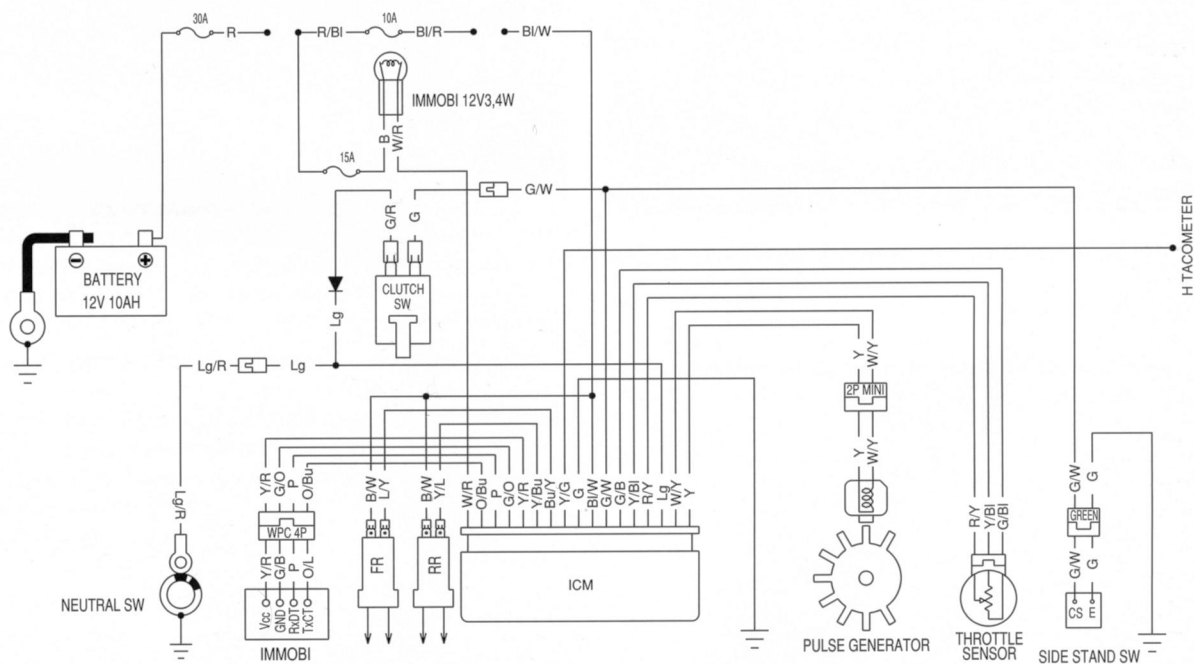 30A
R
R/Bl
10A
Bl/R
Bl/W
IMMOBI 12V3,4W
B
W/R
15A
G/R
G
G/W
H TACOMETER
BATTERY
12V 10AH
CLUTCH
SW
Lg
Lg/R
Lg
Y
W/Y
2P MINI
Y
W/Y
Lg/R
Y/R
G/O
P
O/Bu
WPC 4P
Y/R
G/B
P
O/L
Vcc
GND
RxDT
TxCT
IMMOBI
B/W
L/Y
FR
B/W
Y/L
RR
W/R
O/Bu
P
G/O
Y/R
Y/Bu
Bu/Y
Y/G
G
Bl/W
G/W
G/B
Y/Bl
R/Y
Lg
W/Y
Y
ICM
NEUTRAL SW
PULSE GENERATOR
R/Y
Y/Bl
G/Bl
THROTTLE
SENSOR
G/W
G
GREEN
G/W
G
CS E
SIDE STAND SW